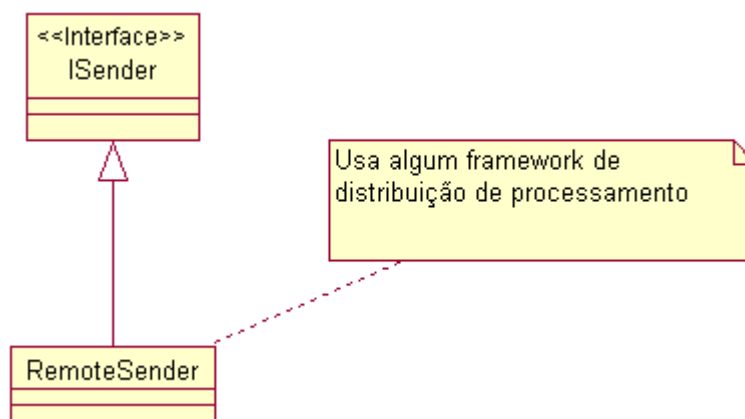 <<Interface>>
ISender
Usa algum framework de
distribuição de processamento
RemoteSender